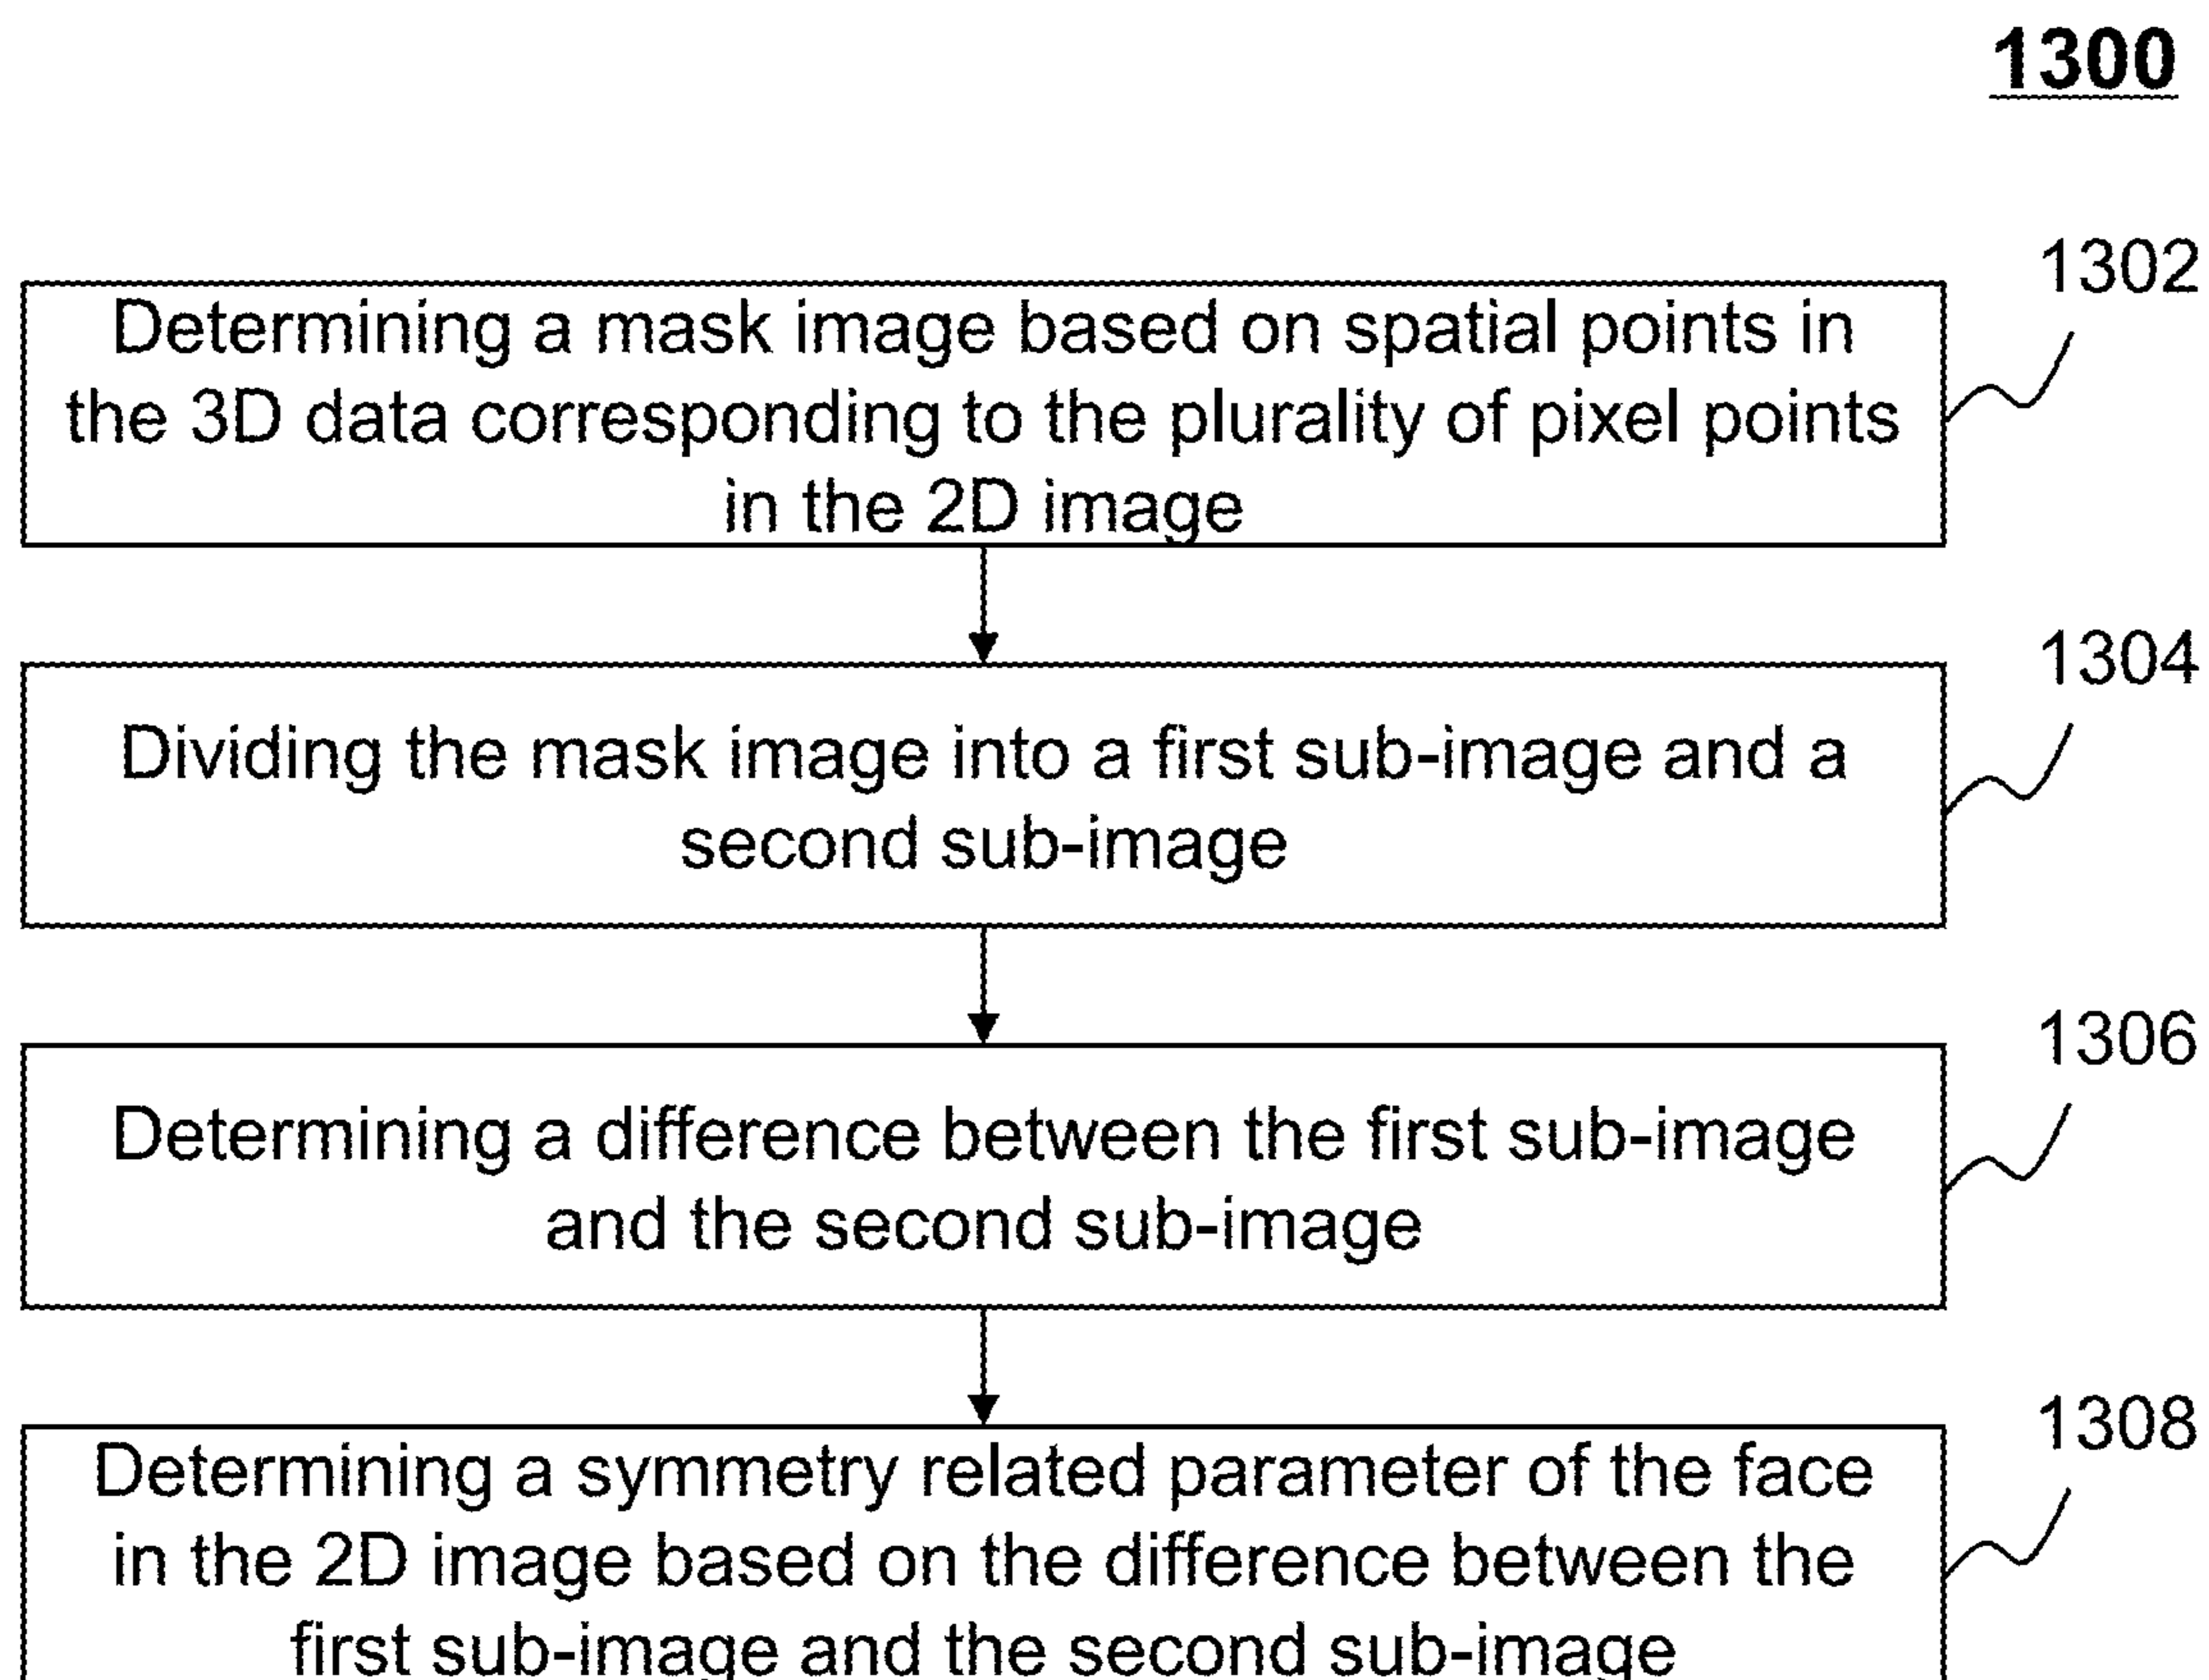 1300
1302
Determining a mask image based on spatial points in
the 3D data corresponding to the plurality of pixel points
in the 2D image
1304
Dividing the mask image into a first sub-image and a
second sub-image
1306
Determining a difference between the first sub-image
and the second sub-image
1308
Determining a symmetry related parameter of the face
in the 2D image based on the difference between the
first sub-image and the second sub-image